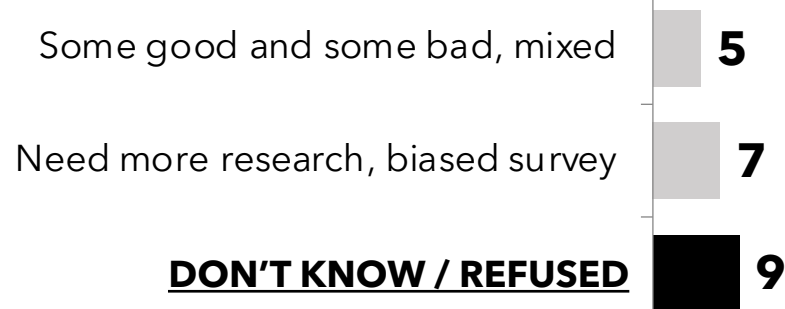 Some good and some bad, mixed 5
Need more research, biased survey 7
DON'T KNOW / REFUSED 9